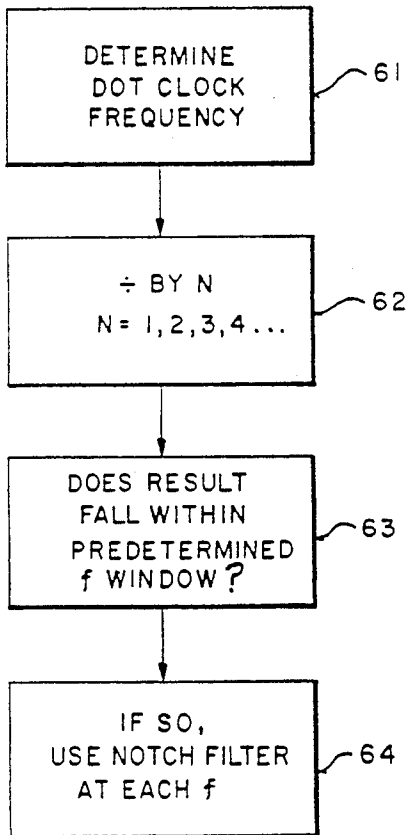 DETERMINE
DOT CLOCK
FREQUENCY
61
÷ BY N
N = 1,2,3,4...
62
DOES RESULT
FALL WITHIN
PREDETERMINED
f WINDOW?
63
IF SO,
USE NOTCH FILTER
AT EACH f
64